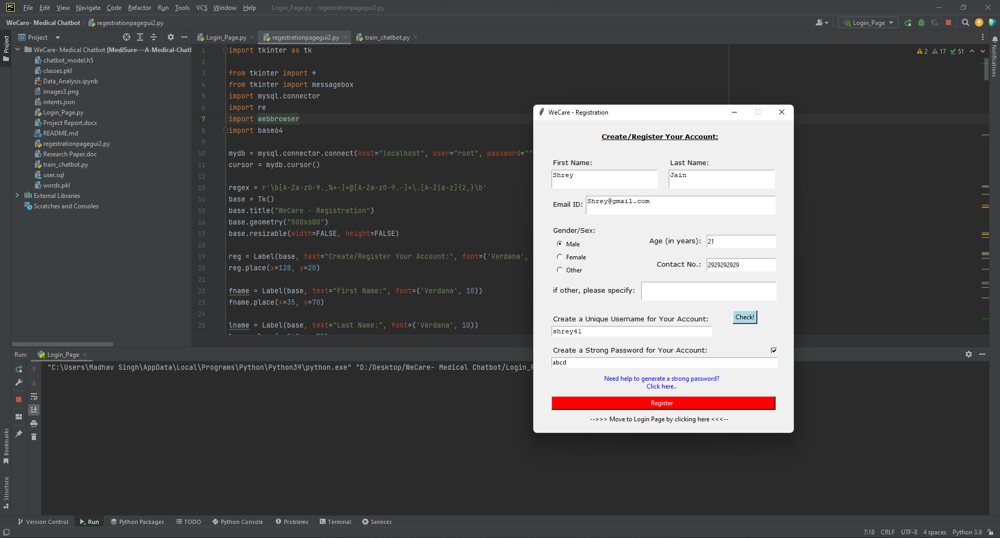 PC File Edit View Navigate Code Refactor Run Tools VCS Window Help Login_Page.py - regestrationpagegui2.py
WeCare- Medical Chatbot regestrationpagegui2.py Login_Page
Project
Project
Login_Page.py regestrationpagegui2.py train_chatbot.py
Notifications
WeCare- Medical Chatbot [MediSure---A-Medical-Chatl
chatbot_model.h5
classes.pkl
Data_Analysis.ipynb
images3.png
intents.json
Login_Page.py
Project Report.docx
README.md
regestrationpagegui2.py
Research Paper.doc
train_chatbot.py
user.sql
words.pkl
External Libraries
Scratches and Consoles
2 17 51
1 import tkinter as tk
2
3 from tkinter import *
4 from tkinter import messagebox
5 import mysql.connector
6 import re
7 import webbrowser
8 import base64
9
10 mydb = mysql.connector.connect(host="localhost", user="root", password=""
11 cursor = mydb.cursor()
12
13 regex = r'\b[A-Za-z0-9._%+-]+@[A-Za-z0-9.-]+\.[A-Z|a-z]{2,}\b'
14 base = Tk()
15 base.title("WeCare - Registration")
16 base.geometry("500x600")
17 base.resizable(width=FALSE, height=FALSE)
18
19 reg = Label(base, text="Create/Register Your Account:", font=('Verdana',
20 reg.place(x=128, y=20)
21
22 fname = Label(base, text="First Name:", font=('Verdana', 10))
23 fname.place(x=35, y=70)
24
25 lname = Label(base, text="Last Name:", font=('Verdana', 10))
WeCare - Registration
Create/Register Your Account:
First Name: Last Name:
Shrey Jain
Email ID: Shrey@gmail.com
Gender/Sex:
Male
Female
Other
Age (in years): 21
Contact No.: 2929292929
if other, please specify:
Create a Unique Username for Your Account: Check!
shrey41
Create a Strong Password for Your Account:
abcd
Need help to generate a strong password?
Click here..
Register
-->>> Move to Login Page by clicking here <<<--
Run: Login_Page
"C:\Users\Madhav Singh\AppData\Local\Programs\Python\Python39\python.exe" "D:/Desktop/WeCare- Medical Chatbot/Login_P
Bookmarks
Structure
Version Control Run Python Packages TODO Python Console Problems Terminal Services
7:18 CRLF UTF-8 4 spaces Python 3.9